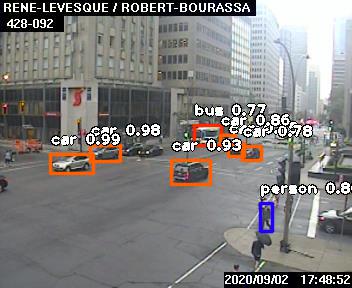 RENE-LEVESQUE / ROBERT-BOURASSA
428-092
bus 0.77
car 0.86
car 0.78
car 0.98
car 0.99
car 0.93
person 0.8
2020/09/02 17:48:52